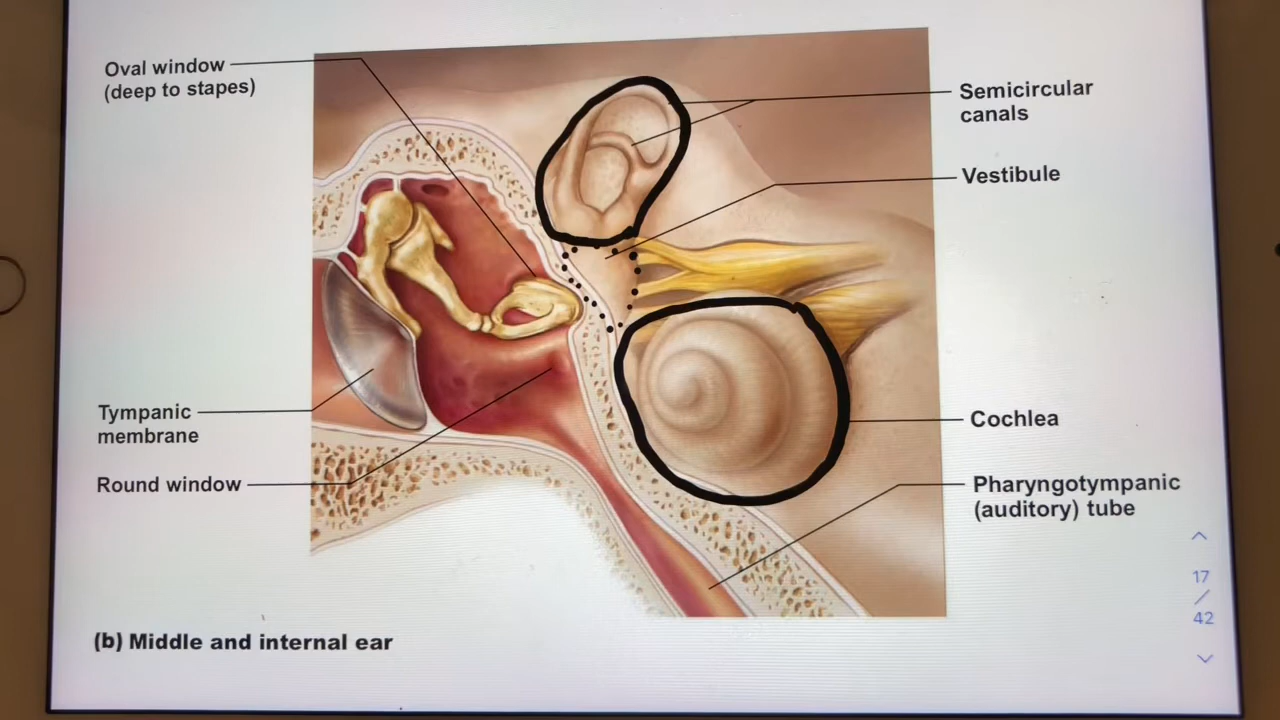 Oval window
(deep to stapes)
Semicircular
canals
Vestibule
Tympanic
membrane
Round window
Cochlea
Pharyngotympanic
(auditory) tube
17
/
42
(b) Middle and internal ear